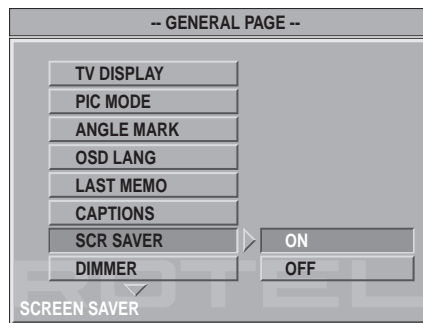 -- GENERAL PAGE --
TV DISPLAY
PIC MODE
ANGLE MARK
OSD LANG
LAST MEMO
CAPTIONS
SCR SAVER ON
DIMMER OFF
ROTEL
SCREEN SAVER